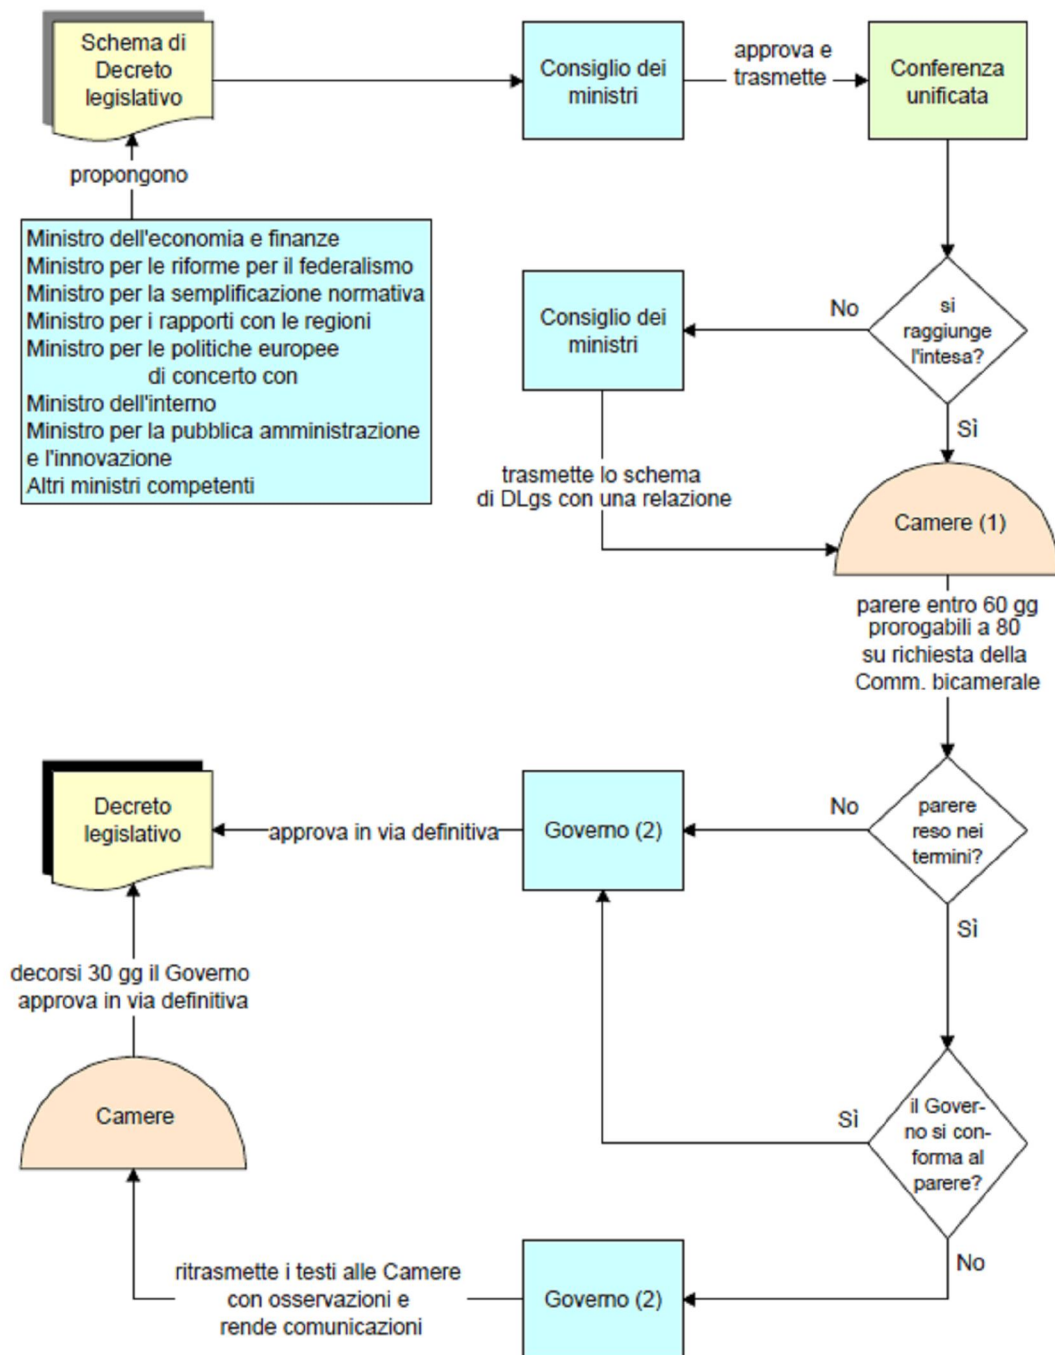 Schema di
Decreto
legislativo
Consiglio dei
ministri
approva e
trasmette
Conferenza
unificata
propongono
Ministro dell'economia e finanze
Ministro per le riforme per il federalismo
Ministro per la semplificazione normativa
Ministro per i rapporti con le regioni
Ministro per le politiche europee
di concerto con
Ministro dell'interno
Ministro per la pubblica amministrazione
e l'innovazione
Altri ministri competenti
si
raggiunge
l'intesa?
No
Consiglio dei
ministri
Sì
trasmette lo schema
di DLgs con una relazione
Camere (1)
parere entro 60 gg
prorogabili a 80
su richiesta della
Comm. bicamerale
parere
reso nei
termini?
No
Governo (2)
approva in via definitiva
Decreto
legislativo
Sì
decorsi 30 gg il Governo
approva in via definitiva
Camere
il Gover-
no si con-
forma al
parere?
Sì
No
Governo (2)
ritrasmette i testi alle Camere
con osservazioni e
rende comunicazioni